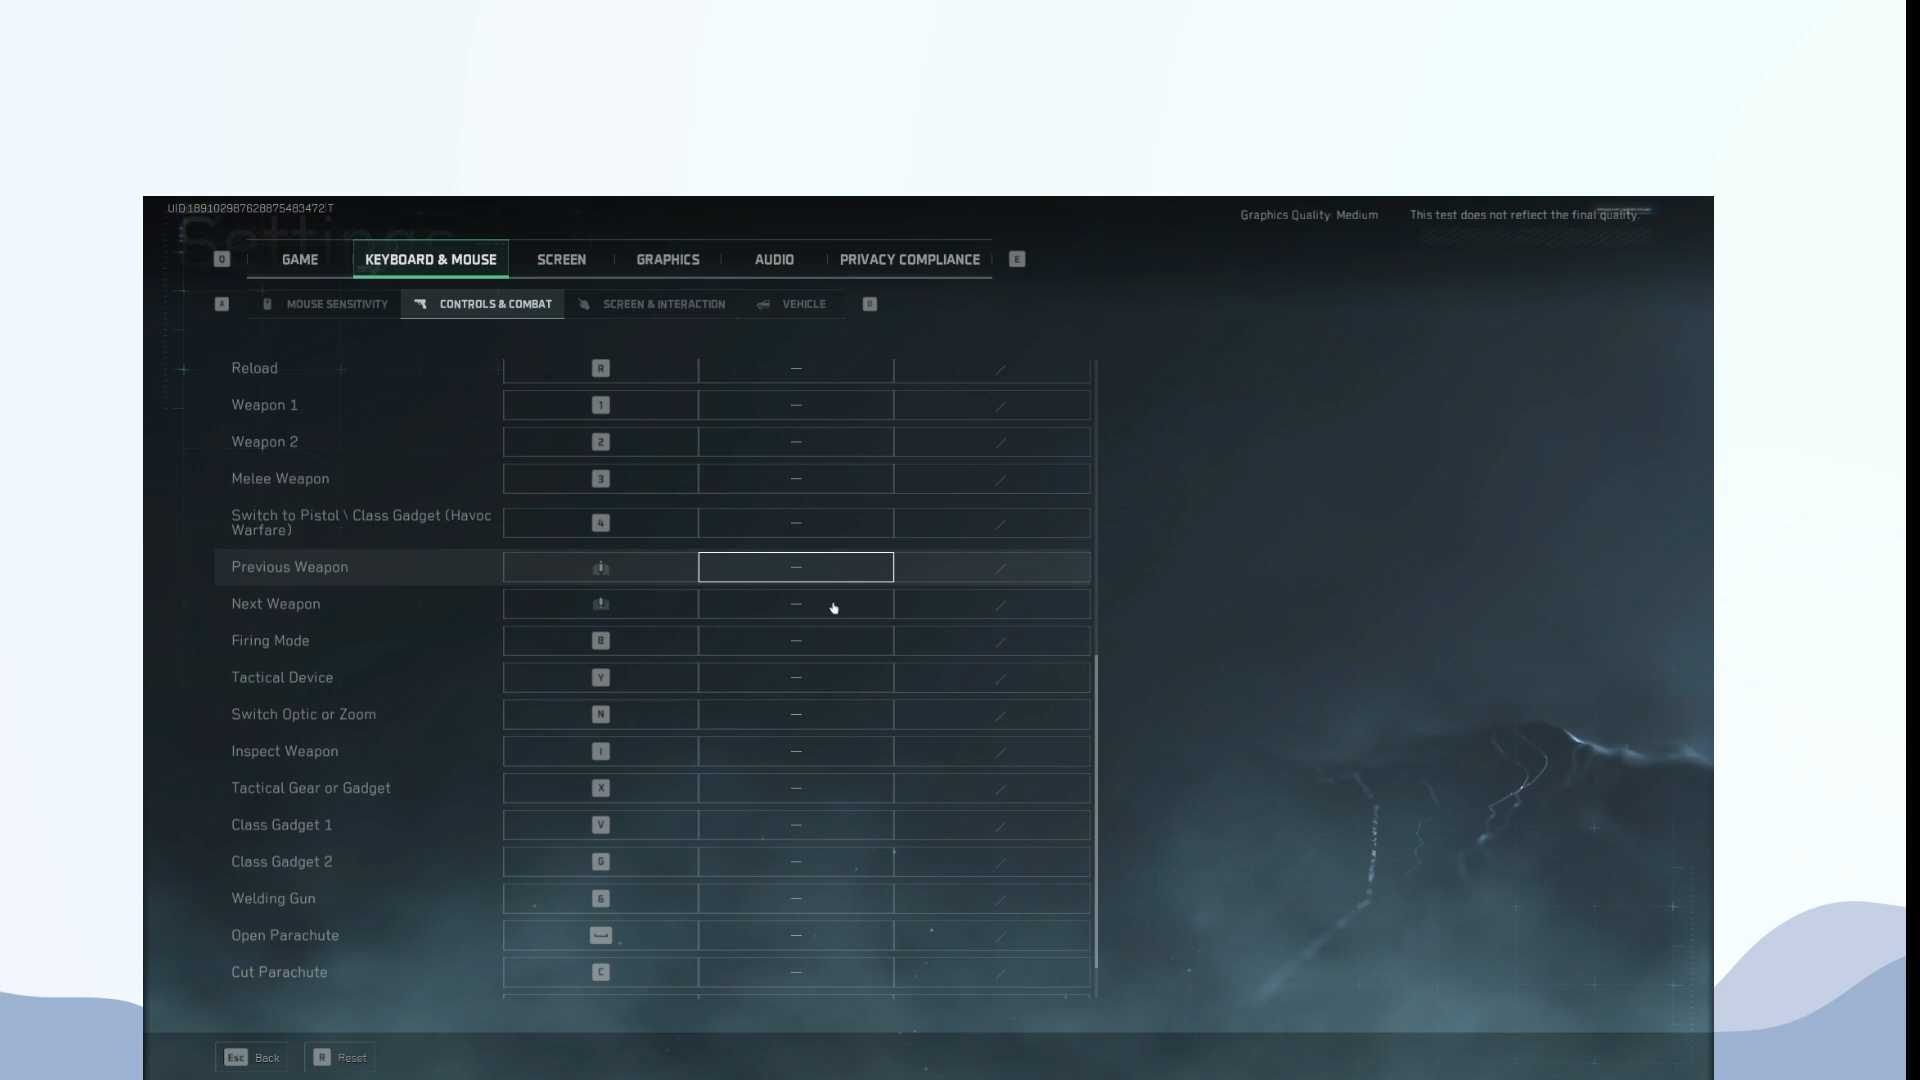 UID:189102987628875483472|T
Settings
Graphics Quality: Medium
This test does not reflect the final quality.
Q GAME KEYBOARD & MOUSE SCREEN GRAPHICS AUDIO PRIVACY COMPLIANCE E
A MOUSE SENSITIVITY CONTROLS & COMBAT SCREEN & INTERACTION VEHICLE D
Reload R —
Weapon 1 1 —
Weapon 2 2 —
Melee Weapon 3 —
Switch to Pistol \ Class Gadget (Havoc
Warfare) 4 —
Previous Weapon —
Next Weapon —
Firing Mode B —
Tactical Device Y —
Switch Optic or Zoom N —
Inspect Weapon I —
Tactical Gear or Gadget X —
Class Gadget 1 V —
Class Gadget 2 G —
Welding Gun 6 —
Open Parachute —
Cut Parachute C —
Esc Back R Reset